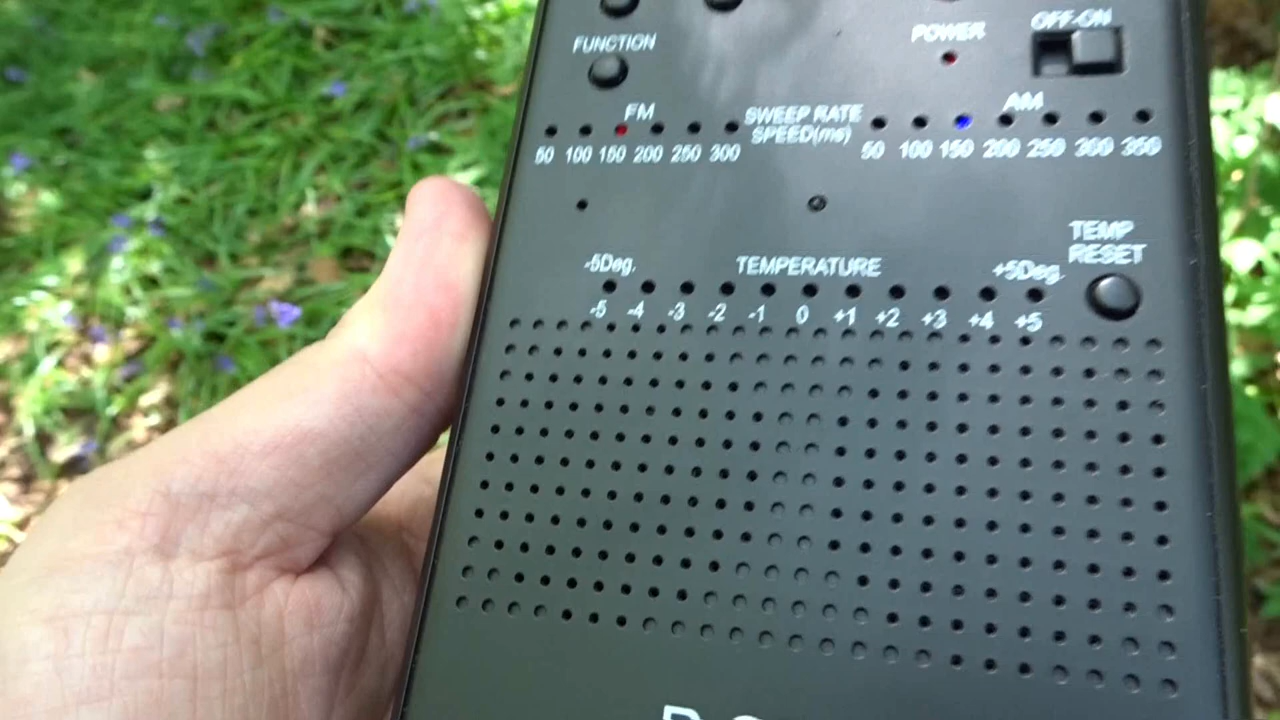 OFF-ON
POWER
FUNCTION
FM
SWEEP RATE
SPEED(ms)
AM
50 100 150 200 250 300
50 100 150 200 250 300 350
-5Deg.
TEMPERATURE
+5Deg.
TEMP
RESET
-5 -4 -3 -2 -1 0 +1 +2 +3 +4 +5